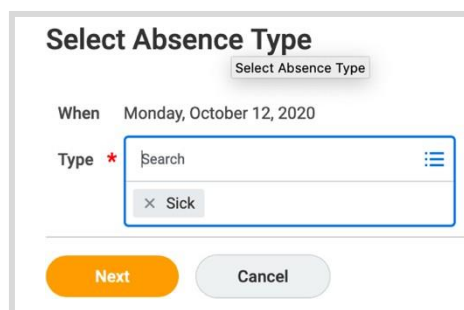 Select Absence Type
Select Absence Type
When Monday, October 12, 2020
Type * Search
× Sick
Next Cancel